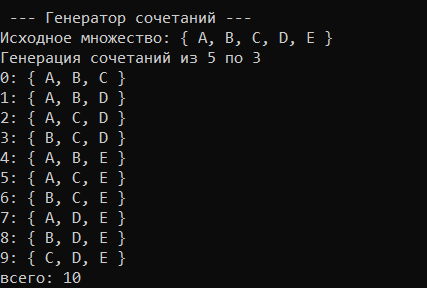 --- Генератор сочетаний ---
Исходное множество: { A, B, C, D, E }
Генерация сочетаний из 5 по 3
0: { A, B, C }
1: { A, B, D }
2: { A, C, D }
3: { B, C, D }
4: { A, B, E }
5: { A, C, E }
6: { B, C, E }
7: { A, D, E }
8: { B, D, E }
9: { C, D, E }
всего: 10